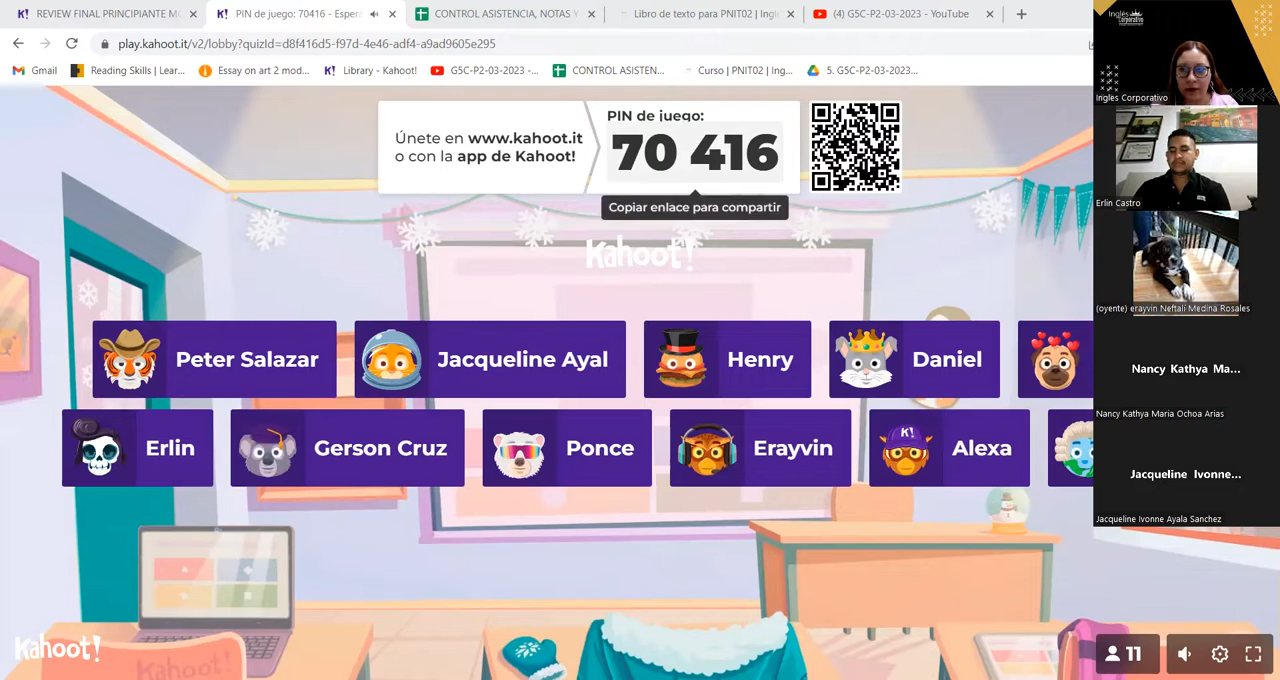 REVIEW FINAL PRINCIPIANTE MO
PIN de juego: 70416 - Espera
CONTROL ASISTENCIA, NOTAS Y
Libro de texto para PNIT02 | Ingl
(4) G5C-P2-03-2023 - YouTube
play.kahoot.it/v2/lobby?quizId=d8f416d5-f97d-4e46-adf4-a9ad9605e295
Gmail
Reading Skills | Lear...
Essay on art 2 mod...
Library - Kahoot!
G5C-P2-03-2023 -...
CONTROL ASISTEN...
Curso | PNIT02 | Ing...
5. G5C-P2-03-2023...
Únete en www.kahoot.it
o con la app de Kahoot!
PIN de juego:
70 416
Copiar enlace para compartir
Kahoot!
Peter Salazar
Jacqueline Ayal
Henry
Daniel
Erlin
Gerson Cruz
Ponce
Erayvin
K!
Alexa
Kahoot!
Kahoot!
11
Inglés
Corporativo
Ingles Corporativo
Erlin Castro
(oyente) erayvin Neftali Medina Rosales
Nancy Kathya Ma...
Nancy Kathya Maria Ochoa Arias
Jacqueline Ivonne...
Jacqueline Ivonne Ayala Sanchez